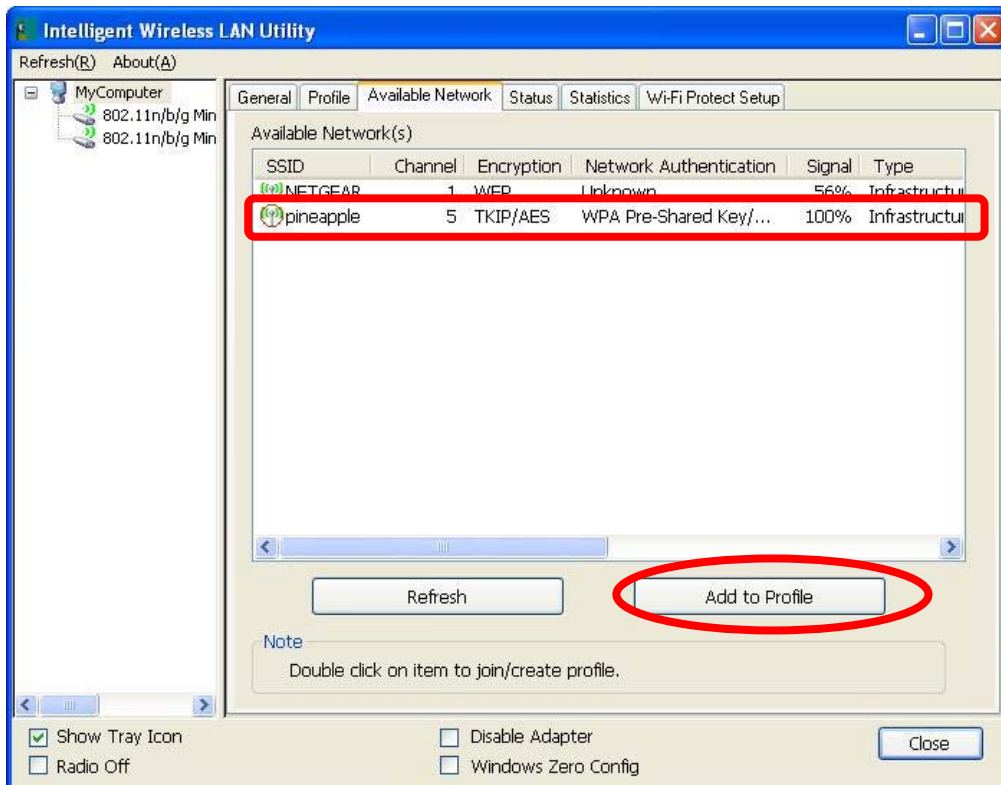 Intelligent Wireless LAN Utility
Refresh(R) About(A)
MyComputer
802.11n/b/g Min
802.11n/b/g Min
General Profile Available Network Status Statistics Wi-Fi Protect Setup
Available Network(s)
SSID Channel Encryption Network Authentication Signal Type
NETGEAR 1 WEP Unknown 56% Infrastructur
pineapple 5 TKIP/AES WPA Pre-Shared Key/... 100% Infrastructur
Refresh Add to Profile
Note
Double click on item to join/create profile.
Show Tray Icon Disable Adapter Close
Radio Off Windows Zero Config